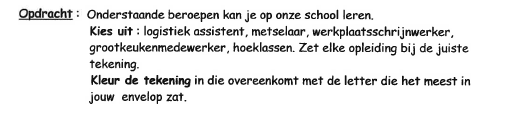 Opdracht : Onderstaande beroepen kan je op onze school leren.
Kies uit : logistiek assistent, metselaar, werkplaatsschrijnwerker,
grootkeukenmedewerker, hoeklassen. Zet elke opleiding bij de juiste
tekening.
Kleur de tekening in die overeenkomt met de letter die het meest in
jouw envelop zat.